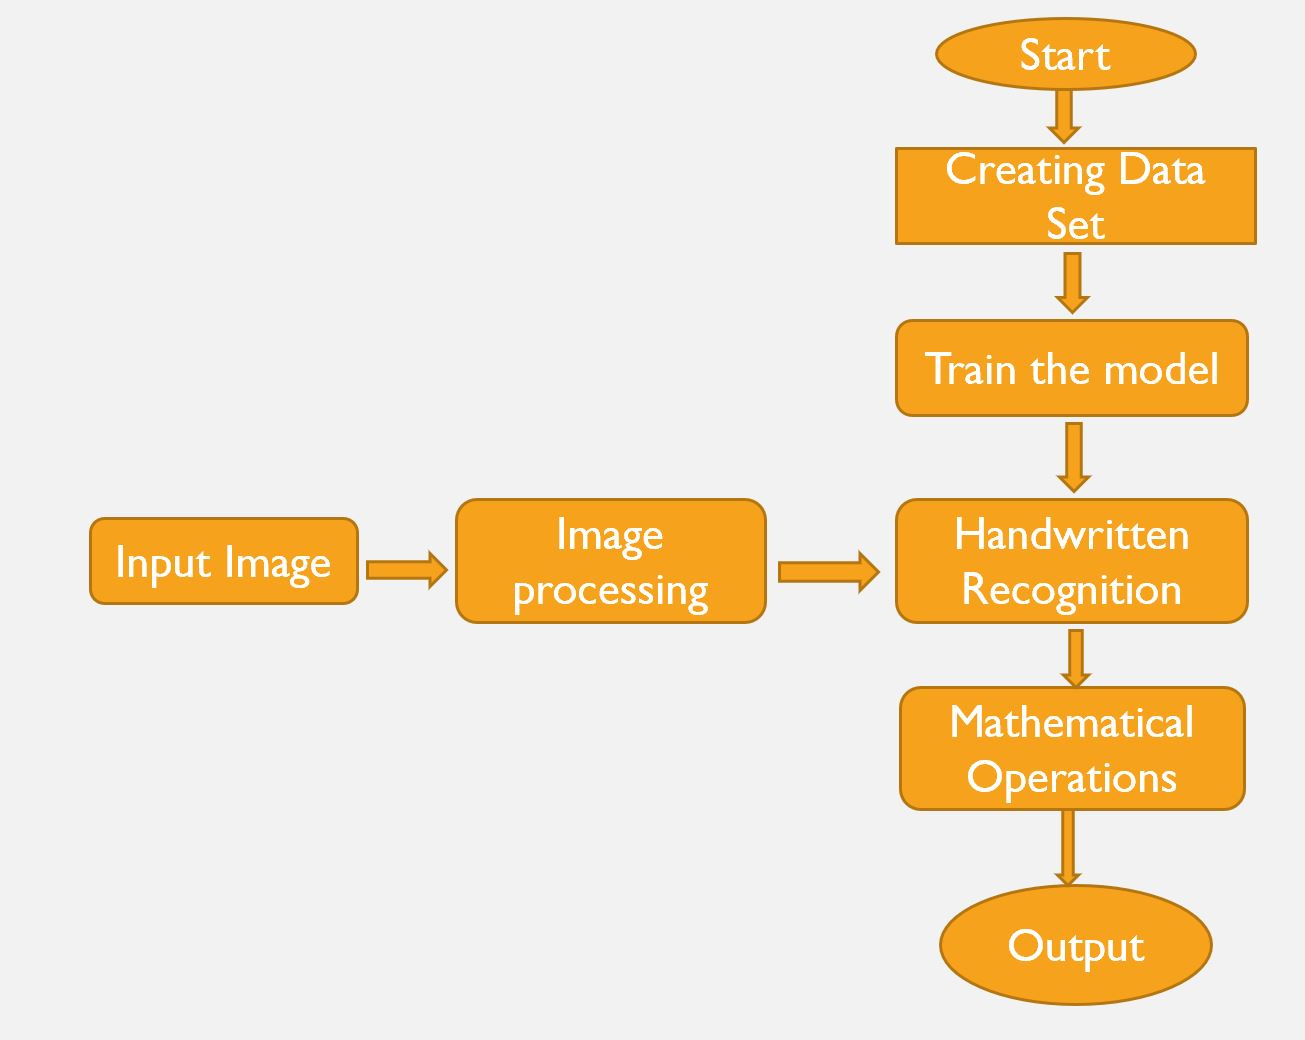 Start
Creating Data
Set
Train the model
Input Image
Image
processing
Handwritten
Recognition
Mathematical
Operations
Output